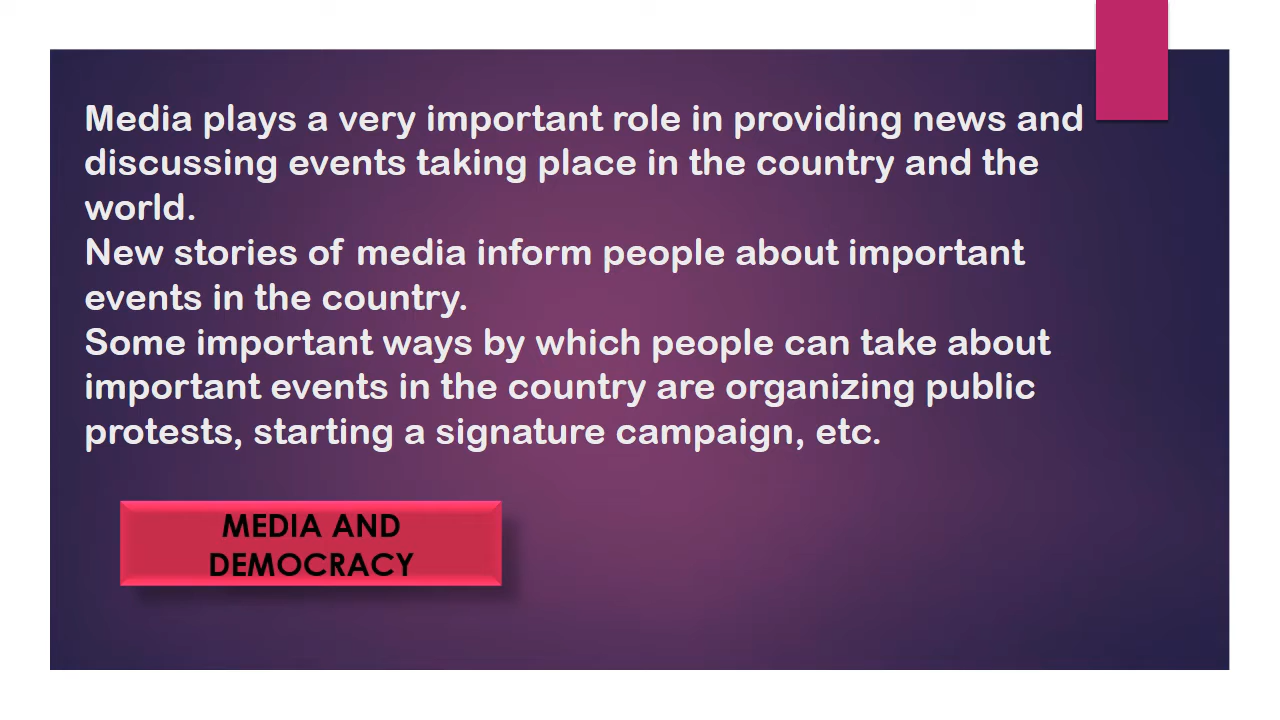 Media plays a very important role in providing news and
discussing events taking place in the country and the
world.
New stories of media inform people about important
events in the country.
Some important ways by which people can take about
important events in the country are organizing public
protests, starting a signature campaign, etc.
MEDIA AND
DEMOCRACY